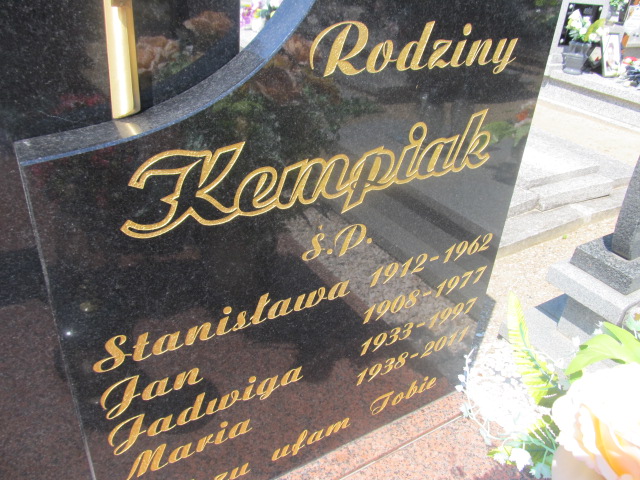 Rodziny
Kempiak
Ś.P.
Stanisława 1912-1962
Jan 1908-1977
Jadwiga 1933-1997
Maria 1938-2011
ufam Tobie